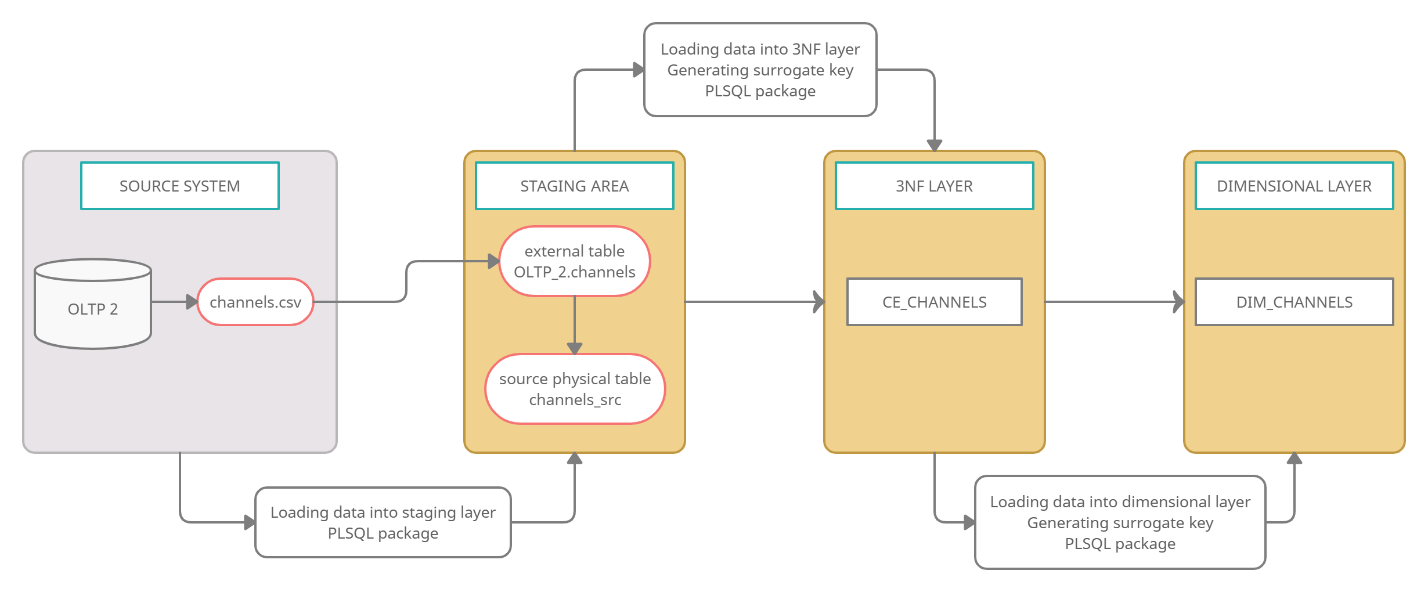 Loading data into 3NF layer
Generating surrogate key
PLSQL package
SOURCE SYSTEM
STAGING AREA
3NF LAYER
DIMENSIONAL LAYER
external table
OLTP_2.channels
OLTP 2
channels.csv
CE_CHANNELS
DIM_CHANNELS
source physical table
channels_src
Loading data into staging layer
PLSQL package
Loading data into dimensional layer
Generating surrogate key
PLSQL package